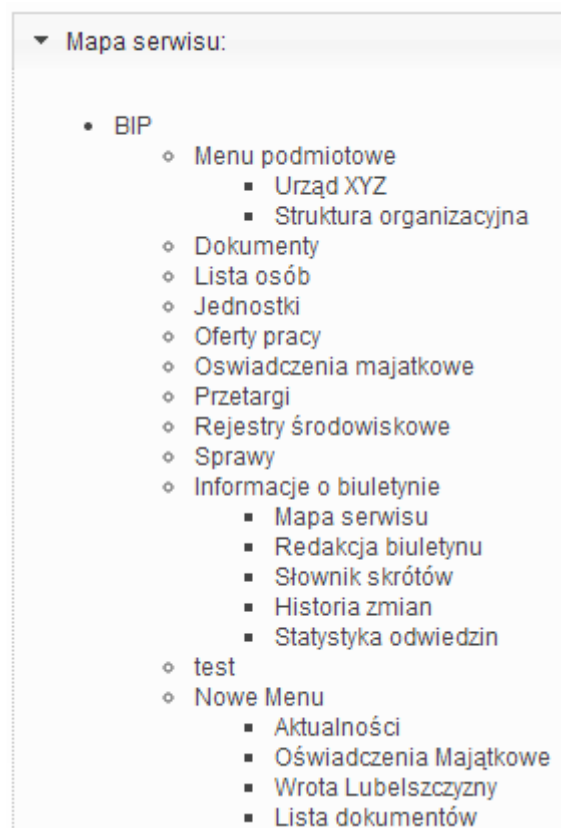 Mapa serwisu:
BIP
Menu podmiotowe
Urząd XYZ
Struktura organizacyjna
Dokumenty
Lista osób
Jednostki
Oferty pracy
Oswiadczenia majatkowe
Przetargi
Rejestry środowiskowe
Sprawy
Informacje o biuletynie
Mapa serwisu
Redakcja biuletynu
Słownik skrótów
Historia zmian
Statystyka odwiedzin
test
Nowe Menu
Aktualności
Oświadczenia Majątkowe
Wrota Lubelszczyzny
Lista dokumentów